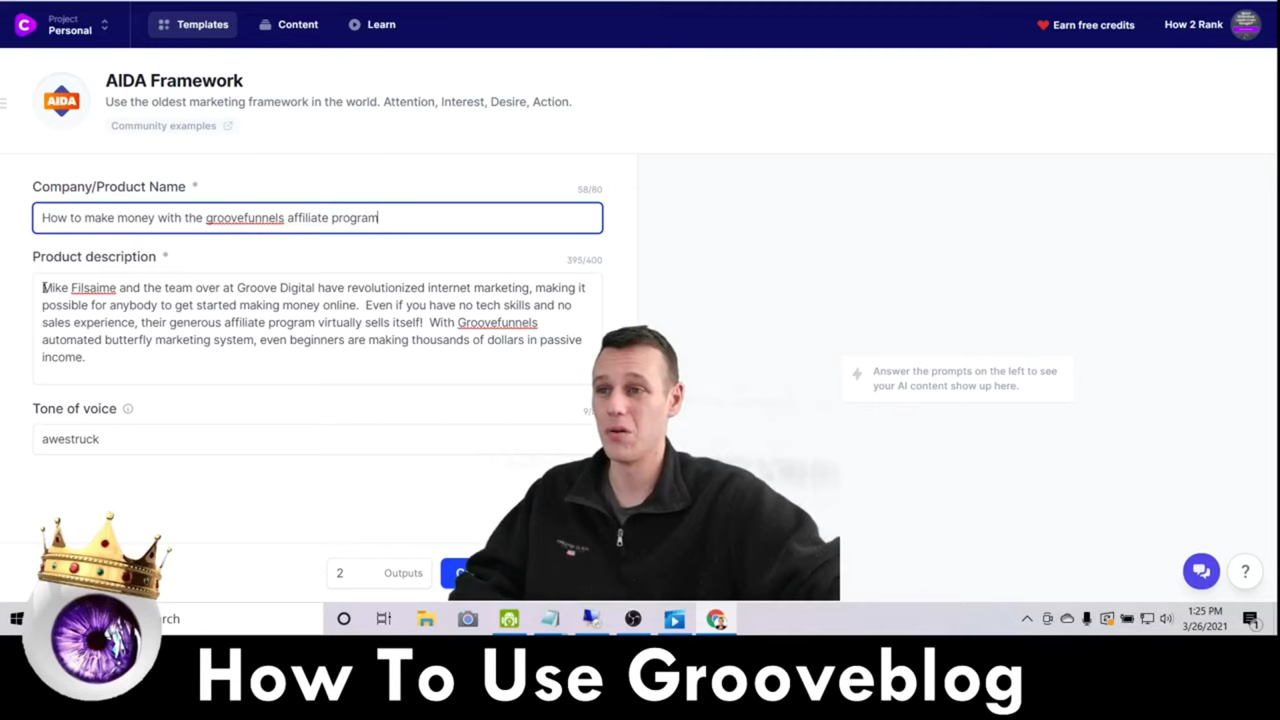 Project
Personal
Templates
Content
Learn
Earn free credits
How 2 Rank
AIDA
AIDA Framework
Use the oldest marketing framework in the world. Attention, Interest, Desire, Action.
Community examples
Company/Product Name *
58/80
How to make money with the groovefunnels affiliate program
Product description *
395/400
Mike Filsaime and the team over at Groove Digital have revolutionized internet marketing, making it
possible for anybody to get started making money online. Even if you have no tech skills and no
sales experience, their generous affiliate program virtually sells itself! With Groovefunnels
automated butterfly marketing system, even beginners are making thousands of dollars in passive
income.
Answer the prompts on the left to see
your AI content show up here.
Tone of voice
awestruck
2 Outputs
?
1:25 PM
3/26/2021
How To Use Grooveblog